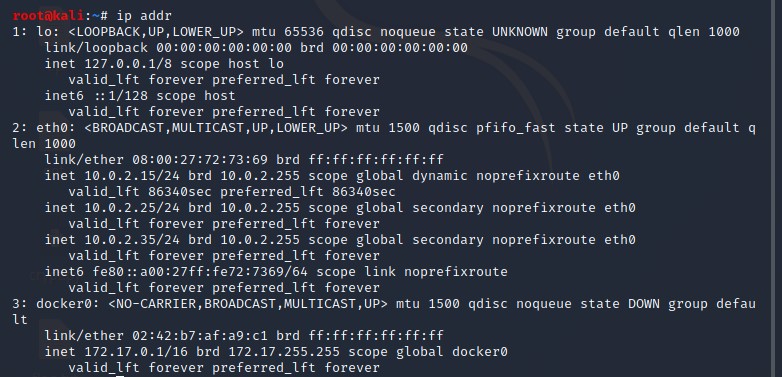 root@kali:~# ip addr
1: lo: <LOOPBACK,UP,LOWER_UP> mtu 65536 qdisc noqueue state UNKNOWN group default qlen 1000
    link/loopback 00:00:00:00:00:00 brd 00:00:00:00:00:00
    inet 127.0.0.1/8 scope host lo
       valid_lft forever preferred_lft forever
    inet6 ::1/128 scope host
       valid_lft forever preferred_lft forever
2: eth0: <BROADCAST,MULTICAST,UP,LOWER_UP> mtu 1500 qdisc pfifo_fast state UP group default q
len 1000
    link/ether 08:00:27:72:73:69 brd ff:ff:ff:ff:ff:ff
    inet 10.0.2.15/24 brd 10.0.2.255 scope global dynamic noprefixroute eth0
       valid_lft 86340sec preferred_lft 86340sec
    inet 10.0.2.25/24 brd 10.0.2.255 scope global secondary noprefixroute eth0
       valid_lft forever preferred_lft forever
    inet 10.0.2.35/24 brd 10.0.2.255 scope global secondary noprefixroute eth0
       valid_lft forever preferred_lft forever
    inet6 fe80::a00:27ff:fe72:7369/64 scope link noprefixroute
       valid_lft forever preferred_lft forever
3: docker0: <NO-CARRIER,BROADCAST,MULTICAST,UP> mtu 1500 qdisc noqueue state DOWN group defau
lt
    link/ether 02:42:b7:af:a9:c1 brd ff:ff:ff:ff:ff:ff
    inet 172.17.0.1/16 brd 172.17.255.255 scope global docker0
       valid_lft forever preferred_lft forever